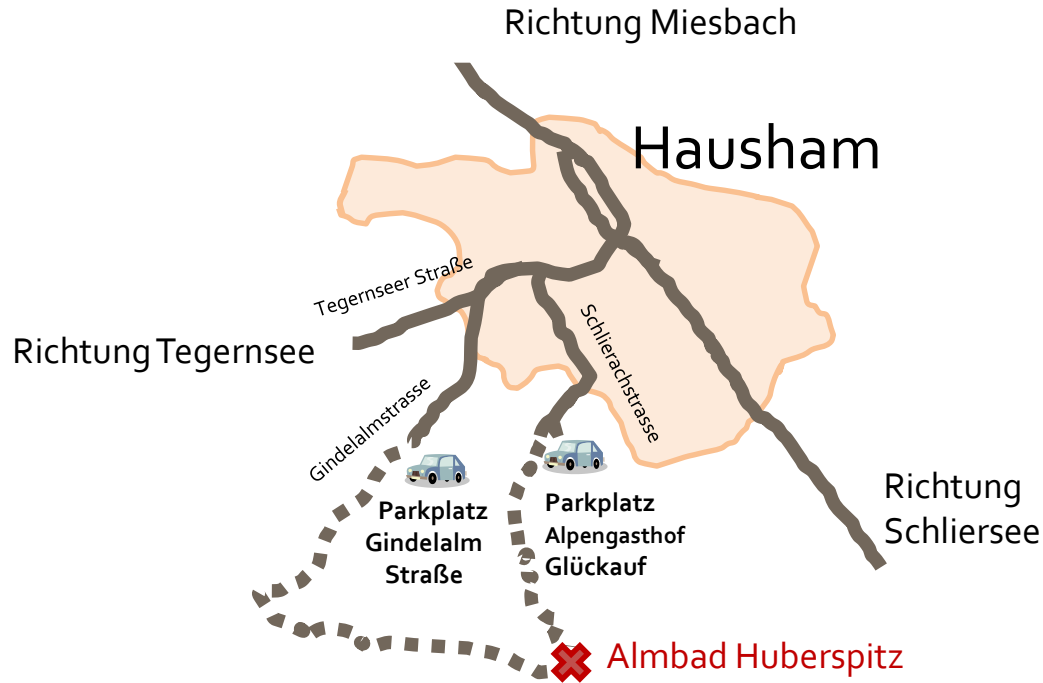 Richtung Miesbach
Hausham
Tegernseer Straße
Richtung Tegernsee
Schlierachstrasse
Gindelalmstrasse
Parkplatz
Gindelalm
Straße
Parkplatz
Alpengasthof
Glückauf
Richtung
Schliersee
Almbad Huberspitz